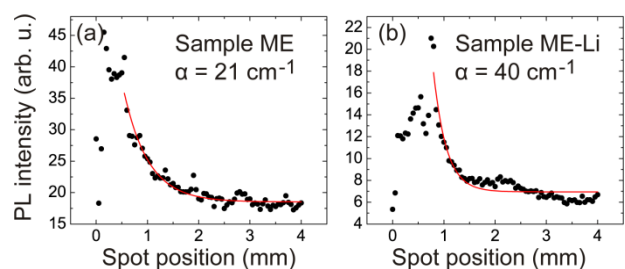 (a) Sample ME
α = 21 cm⁻¹
PL intensity (arb. u.)
45
40
35
30
25
20
15
0 1 2 3 4
Spot position (mm)
(b) Sample ME-Li
α = 40 cm⁻¹
22
20
18
16
14
12
10
8
6
4
0 1 2 3 4
Spot position (mm)